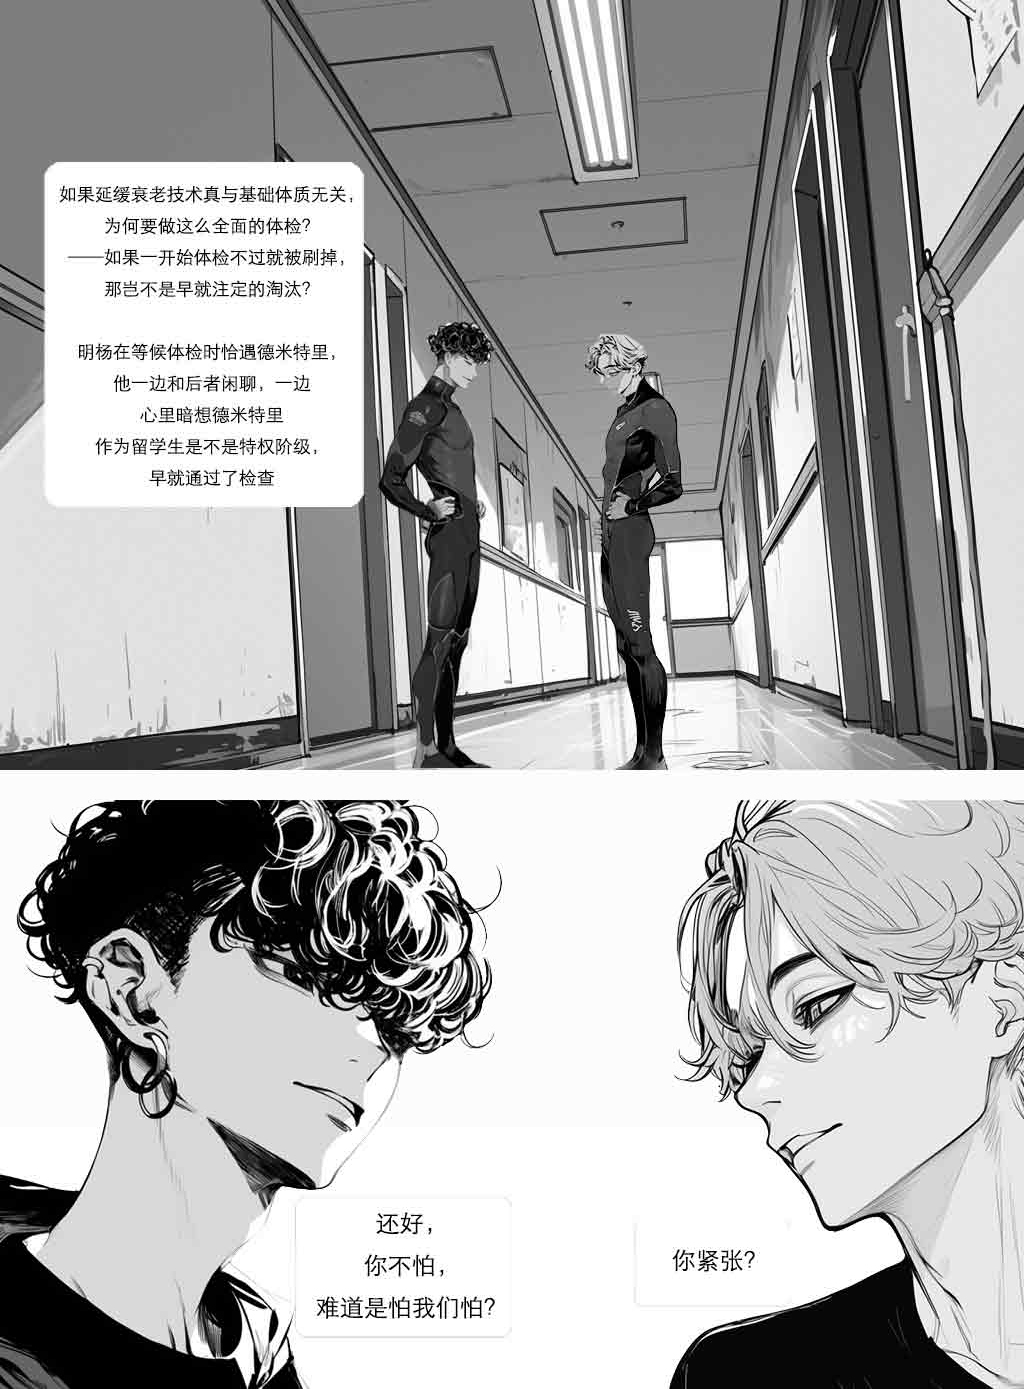 如果延缓衰老技术真与基础体质无关，
为何要做这么全面的体检？
——如果一开始体检不过就被刷掉，
那岂不是早就注定的淘汰？
明杨在等候体检时恰遇德米特里，
他一边和后者闲聊，一边
心里暗想德米特里
作为留学生是不是特权阶级，
早就通过了检查
还好，
你不怕，
难道是怕我们怕？
你紧张？